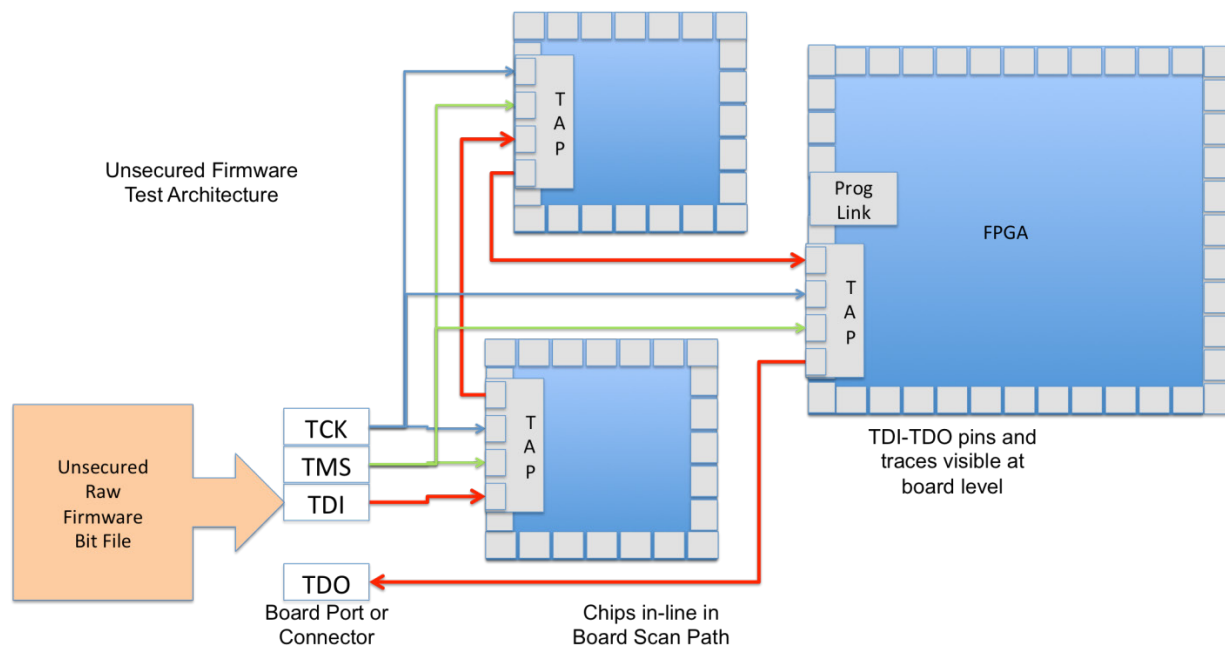 Unsecured Firmware
Test Architecture
T
A
P
Prog
Link
FPGA
T
A
P
T
A
P
Unsecured
Raw
Firmware
Bit File
TCK
TMS
TDI
TDO
Board Port or
Connector
Chips in-line in
Board Scan Path
TDI-TDO pins and
traces visible at
board level